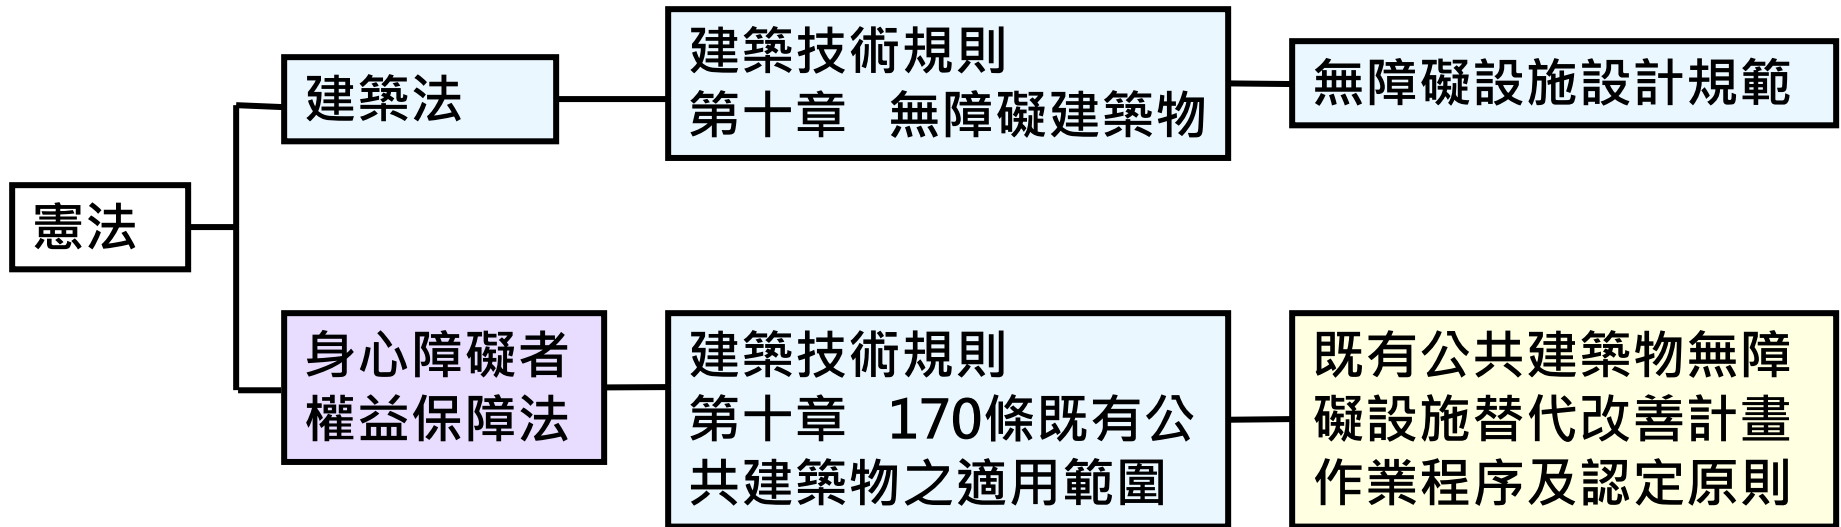 憲法
建築法
建築技術規則
第十章 無障礙建築物
無障礙設施設計規範
身心障礙者
權益保障法
建築技術規則
第十章 170條既有公
共建築物之適用範圍
既有公共建築物無障
礙設施替代改善計畫
作業程序及認定原則